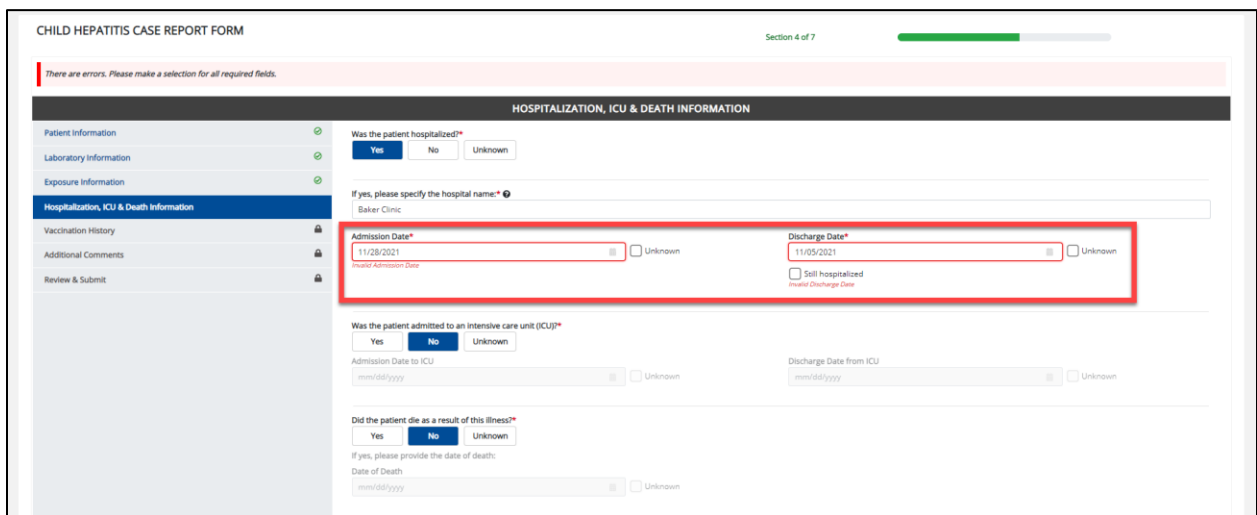 CHILD HEPATITIS CASE REPORT FORM
Section 4 of 7
There are errors. Please make a selection for all required fields.
HOSPITALIZATION, ICU & DEATH INFORMATION
Patient Information
Laboratory Information
Exposure Information
Hospitalization, ICU & Death Information
Vaccination History
Additional Comments
Review & Submit
Was the patient hospitalized?*
Yes No Unknown
If yes, please specify the hospital name:*
Baker Clinic
Admission Date* Discharge Date*
11/28/2021 Unknown 11/05/2021 Unknown
Invalid Admission Date Still hospitalized
Invalid Discharge Date
Was the patient admitted to an intensive care unit (ICU)?*
Yes No Unknown
Admission Date to ICU Discharge Date from ICU
mm/dd/yyyy Unknown mm/dd/yyyy Unknown
Did the patient die as a result of this illness?*
Yes No Unknown
If yes, please provide the date of death:
Date of Death
mm/dd/yyyy Unknown